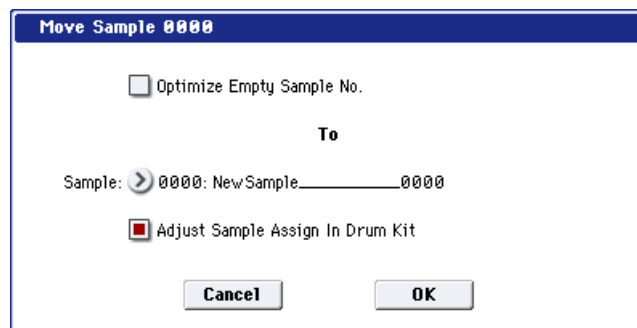 Move Sample 0000
Optimize Empty Sample No.
To
Sample: 0000: NewSample__________0000
Adjust Sample Assign In Drum Kit
Cancel OK